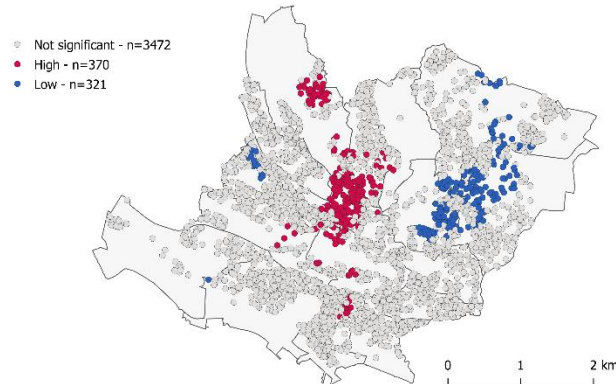 Not significant - n=3472
High - n=370
Low - n=321
0 1 2 km